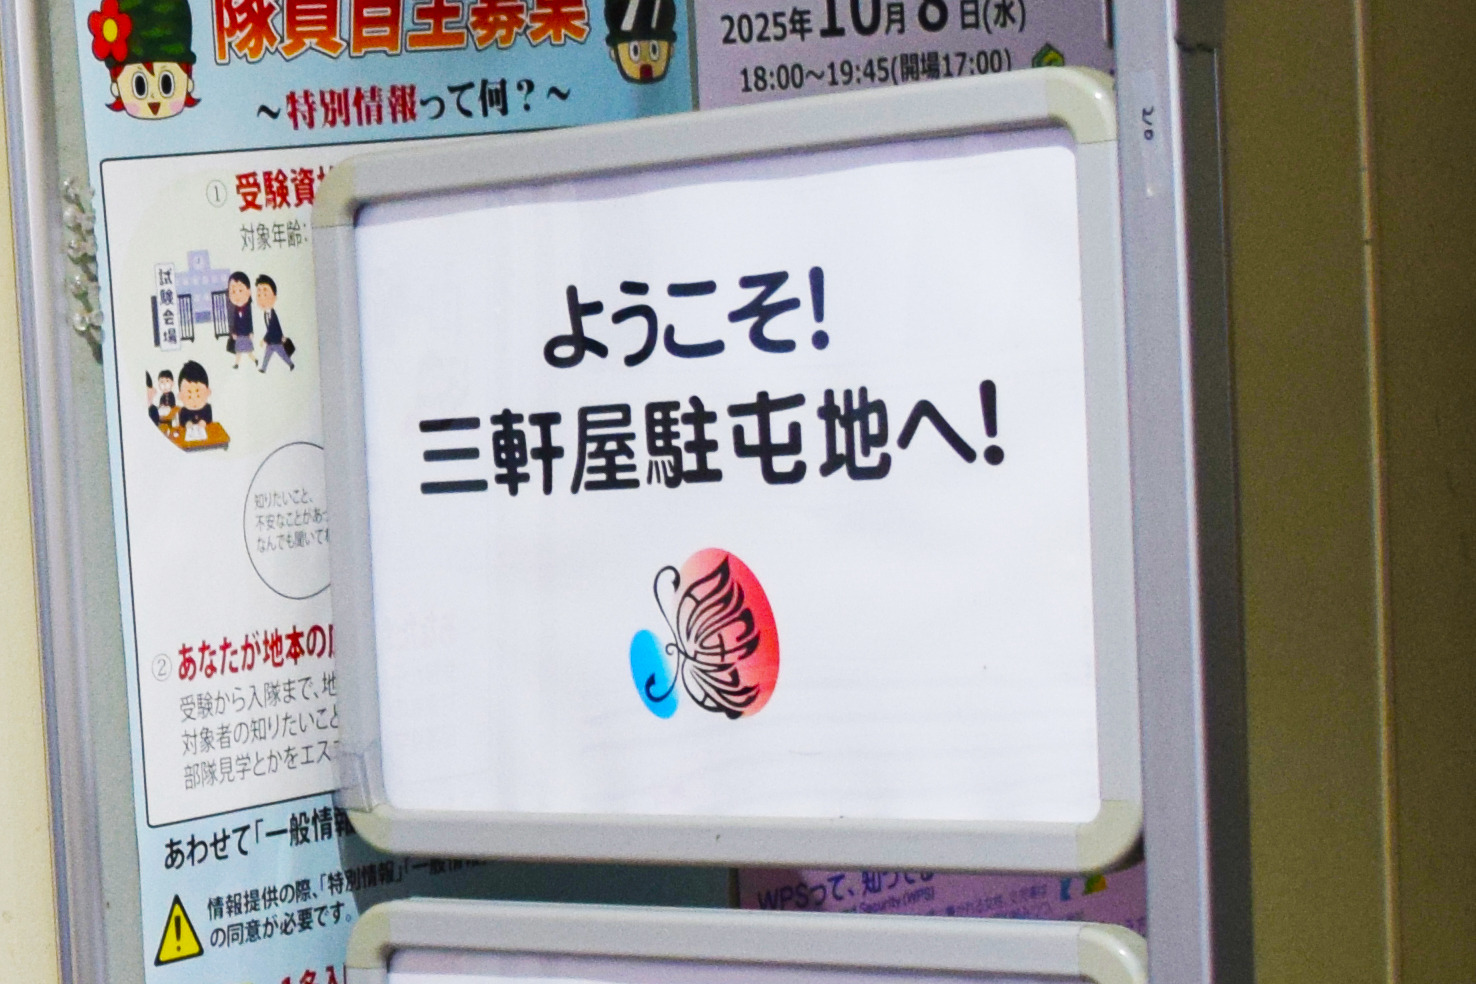 隊員自主募集
〜特別情報って何？〜
2025年10月8日(水)
18:00〜19:45(開場17:00)
① 受験資
対象年齢:
試験会場
知りたいこと、
不安なことがあっ
なんでも聞いてね
② あなたが地本の
受験から入隊まで、地
対象者の知りたいこと
部隊見学とかをエス
あわせて「一般情報
情報提供の際、「特別情報」「一般情報
の同意が必要です。
ようこそ!
三軒屋駐屯地へ!
WPSって、知ってる
Security(WPS)